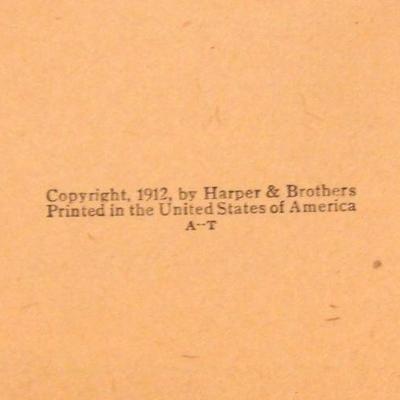 Copyright, 1912, by Harper & Brothers
Printed in the United States of America
A--T